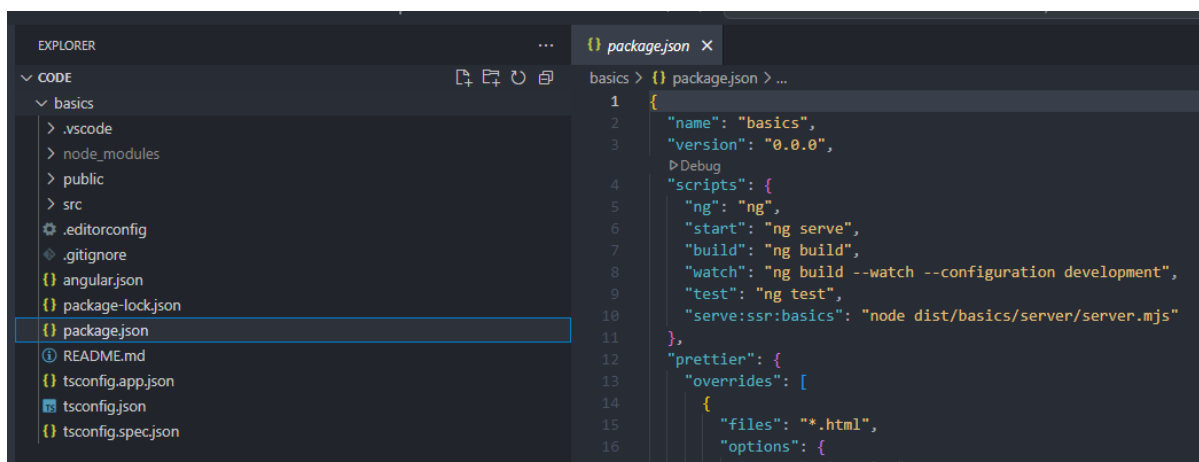 EXPLORER
CODE
basics
.vscode
node_modules
public
src
.editorconfig
.gitignore
angular.json
package-lock.json
package.json
README.md
tsconfig.app.json
tsconfig.json
tsconfig.spec.json
{} package.json ×
basics > {} package.json > ...
1 {
2 "name": "basics",
3 "version": "0.0.0",
Debug
4 "scripts": {
5 "ng": "ng",
6 "start": "ng serve",
7 "build": "ng build",
8 "watch": "ng build --watch --configuration development",
9 "test": "ng test",
10 "serve:ssr:basics": "node dist/basics/server/server.mjs"
11 },
12 "prettier": {
13 "overrides": [
14 {
15 "files": "*.html",
16 "options": {